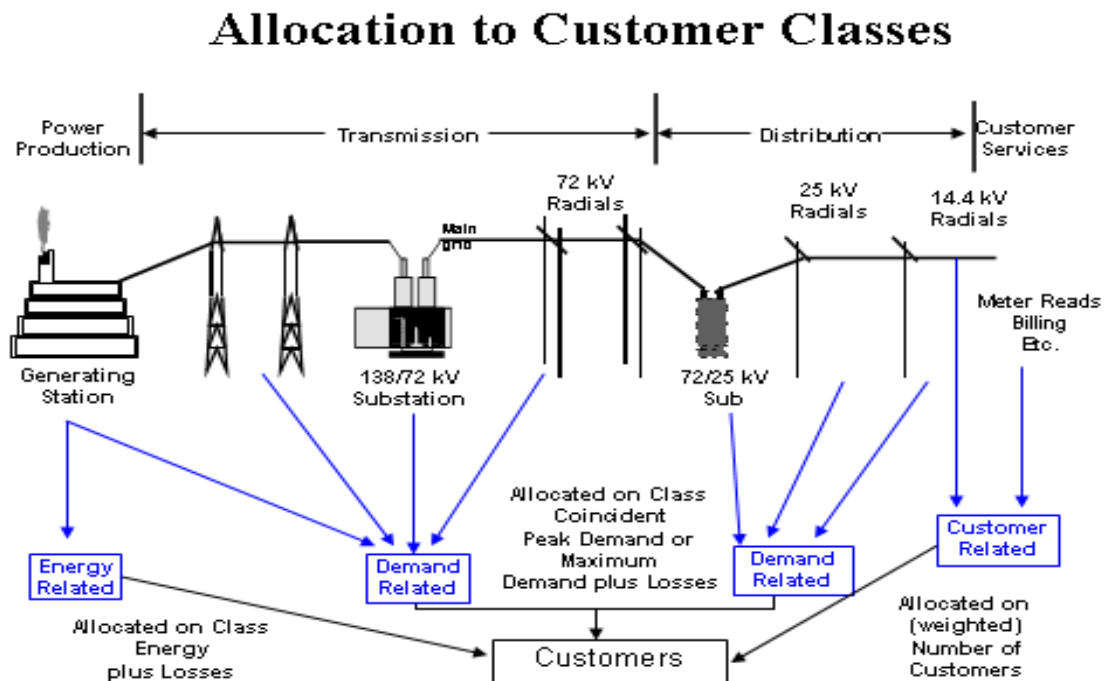 Allocation to Customer Classes
Power
Production
Transmission
Distribution
Customer
Services
72 kV
Radials
25 kV
Radials
14.4 kV
Radials
Main
grid
Meter Reads
Billing
Etc.
Generating
Station
138/72 kV
Substation
72/25 kV
Sub
Allocated on Class
Coincident
Peak Demand or
Maximum
Demand plus Losses
Energy
Related
Demand
Related
Demand
Related
Customer
Related
Allocated on Class
Energy
plus Losses
Customers
Allocated on
(weighted)
Number of
Customers